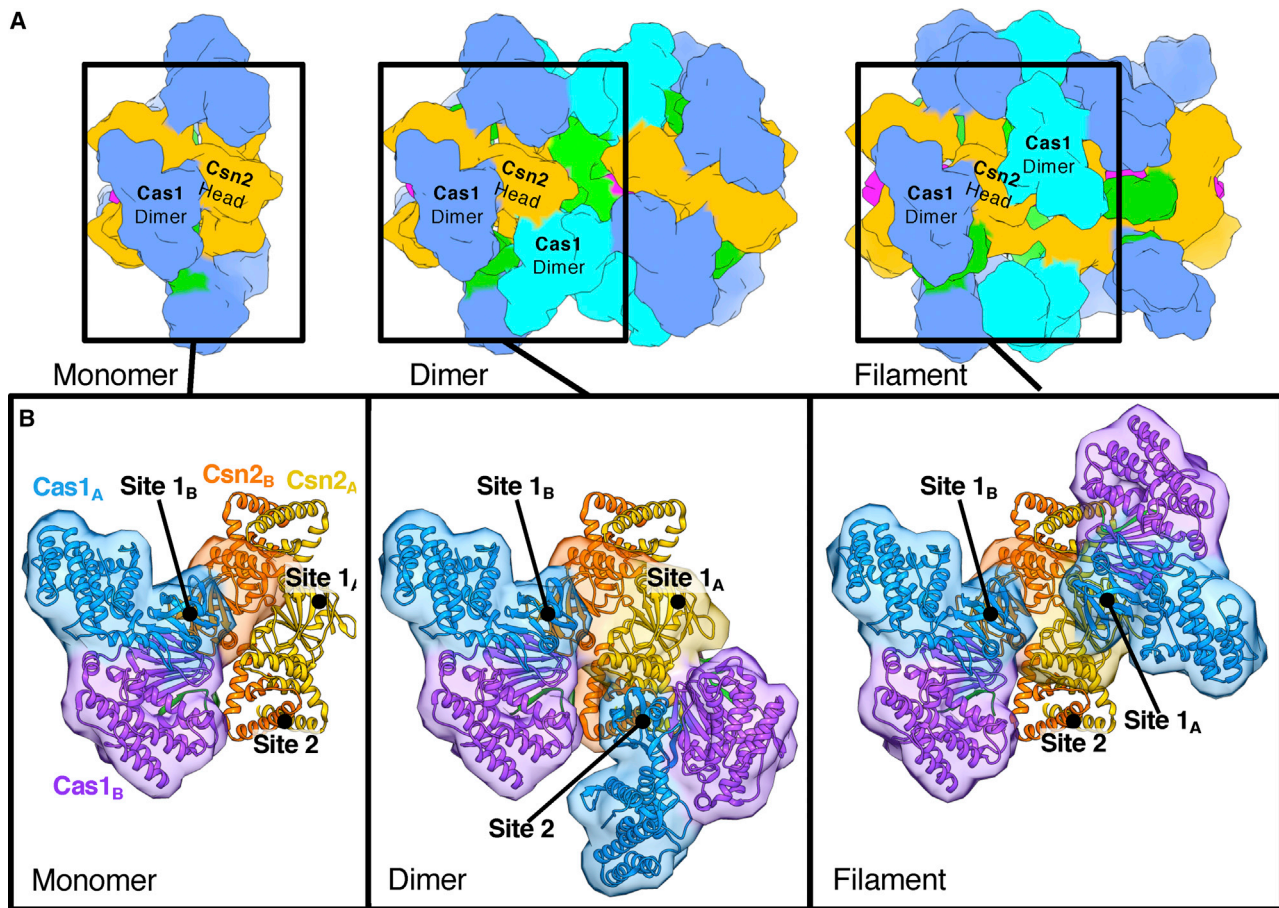 A
Cas1
Dimer
Csn2
Head
Cas1
Dimer
Csn2
Head
Cas1
Dimer
Cas1
Dimer
Csn2
Head
Cas1
Dimer
Monomer
Dimer
Filament
B
Cas1A
Site 1B
Csn2B
Csn2A
Site 1A
Site 2
Cas1B
Monomer
Site 1B
Site 1A
Site 2
Dimer
Site 1B
Site 1A
Site 2
Filament